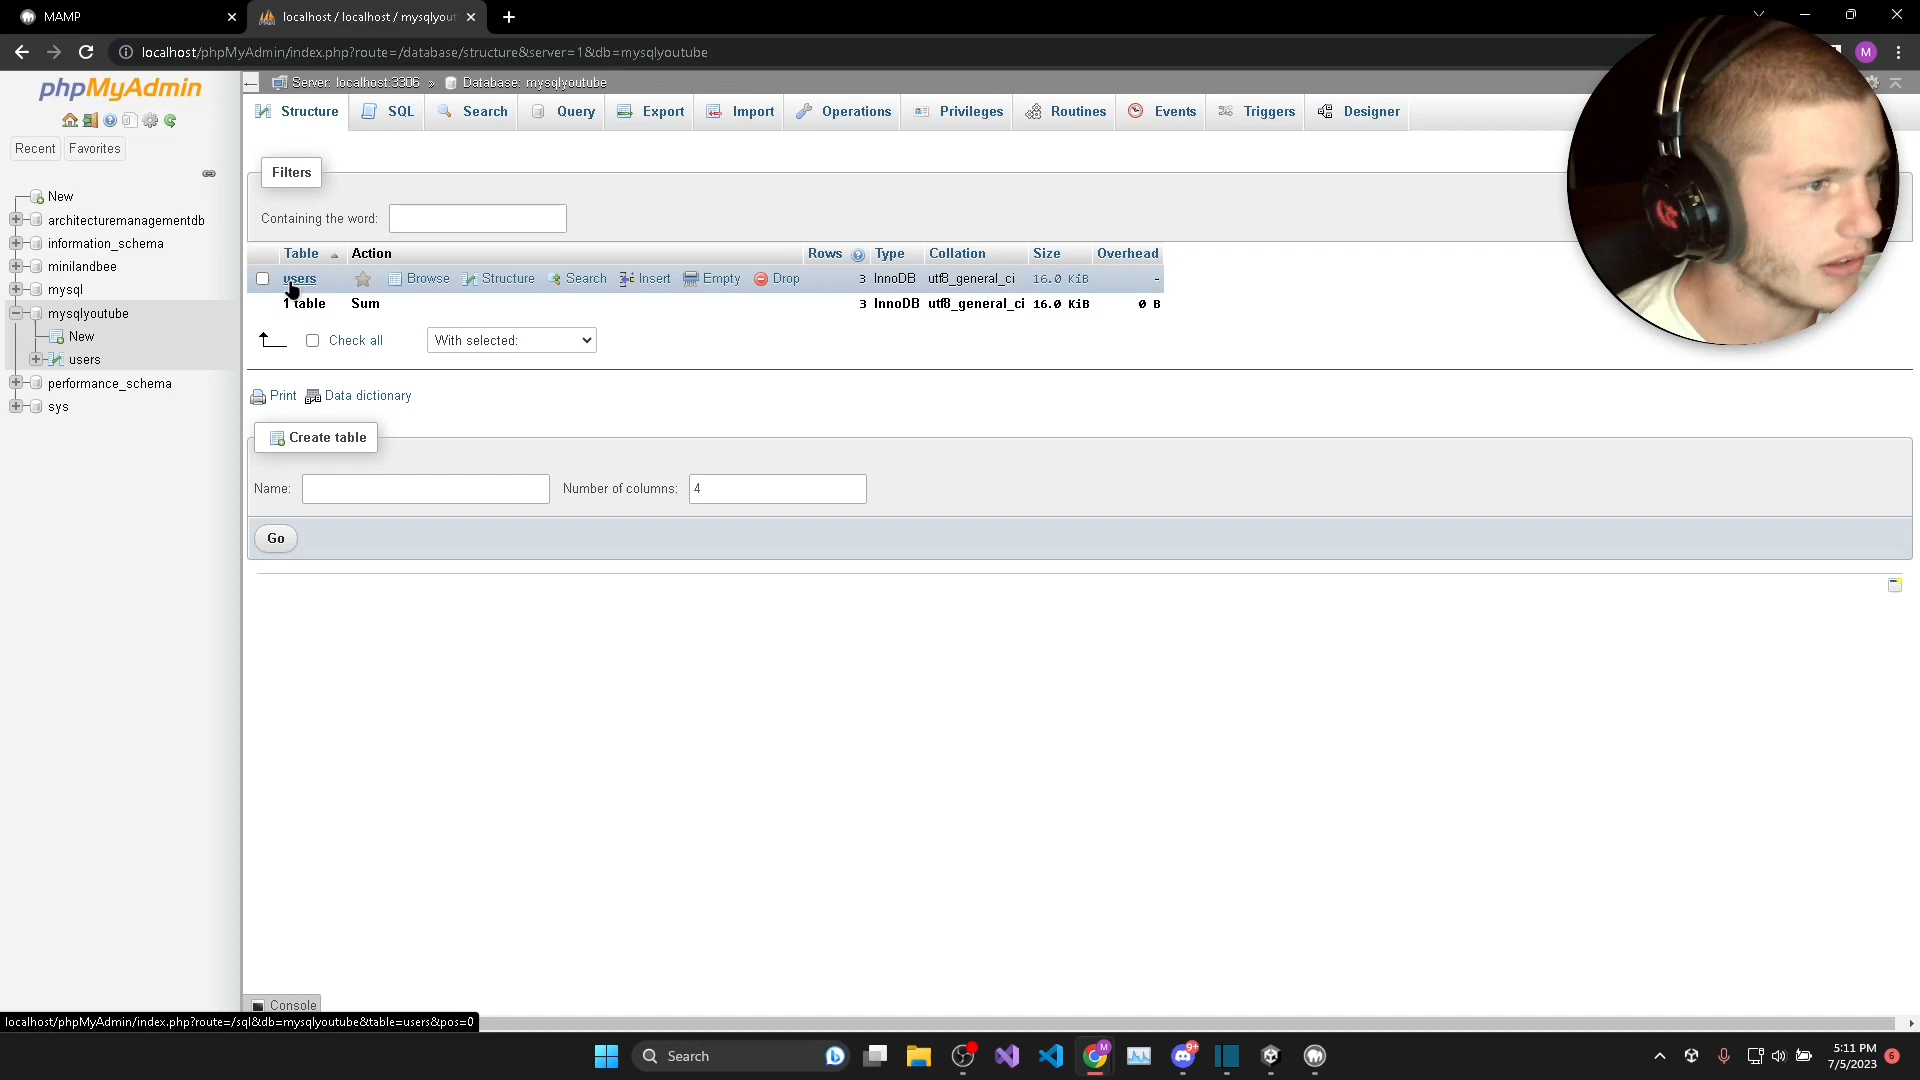 MAMP
localhost / localhost / mysqlyout
localhost/phpMyAdmin/index.php?route=/database/structure&server=1&db=mysqlyoutube
M
phpMyAdmin
Server: localhost:3306 » Database: mysqlyoutube
Structure SQL Search Query Export Import Operations Privileges Routines Events Triggers Designer
Recent Favorites
Filters
Containing the word:
New
architecturemanagementdb
information_schema
minilandbee
mysql
mysqlyoutube
New
users
performance_schema
sys
Table Action Rows Type Collation Size Overhead
users Browse Structure Search Insert Empty Drop 3 InnoDB utf8_general_ci 16.0 KiB -
1 table Sum 3 InnoDB utf8_general_ci 16.0 KiB 0 B
Check all With selected:
Print Data dictionary
Create table
Name: Number of columns: 4
Go
Console
localhost/phpMyAdmin/index.php?route=/sql&db=mysqlyoutube&table=users&pos=0
Search
M
9+
5:11 PM
7/5/2023
6